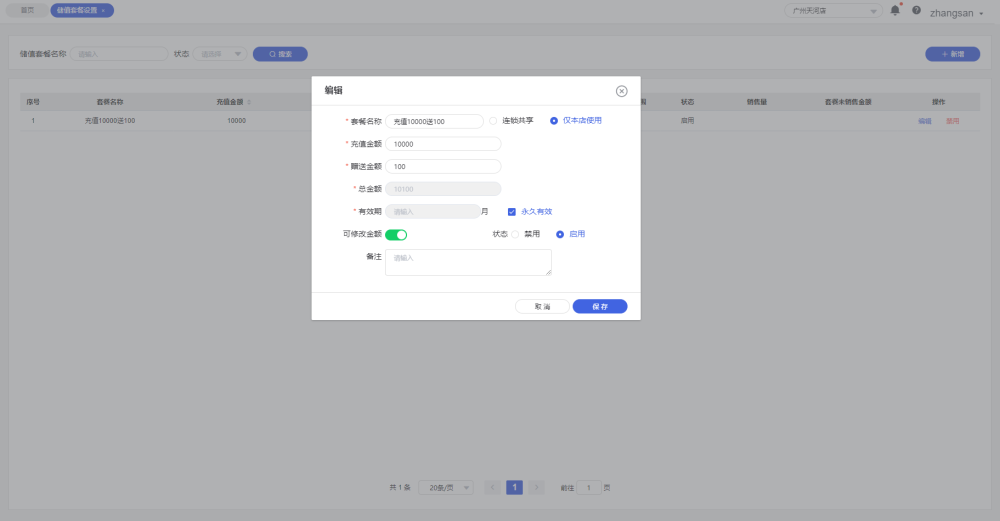 首页
储值套餐设置 ×
广州天河店
zhangsan
储值套餐名称 请输入 状态 请选择 搜索
+ 新增
序号 套餐名称 充值金额 状态 销售量 套餐未销售金额 操作
1 充值10000送100 10000 启用 编辑 禁用
编辑
* 套餐名称 充值10000送100 连锁共享 仅本店使用
* 充值金额 10000
* 赠送金额 100
* 总金额 10100
* 有效期 请输入 月 永久有效
可修改金额 状态 禁用 启用
备注 请输入
取消 保存
共 1 条 20条/页 1 前往 1 页